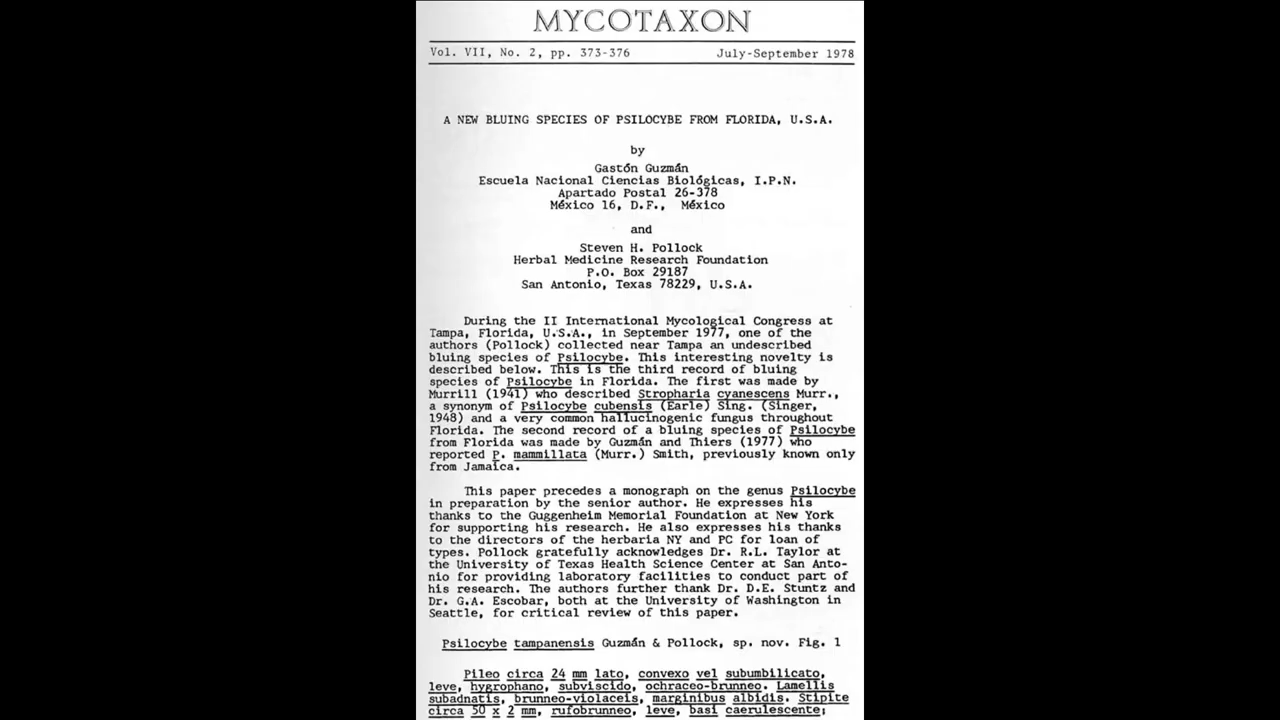 MYCOTAXON
Vol. VII, No. 2, pp. 373-376 July-September 1978
A NEW BLUING SPECIES OF PSILOCYBE FROM FLORIDA, U.S.A.
by
Gastón Guzmán
Escuela Nacional Ciencias Biológicas, I.P.N.
Apartado Postal 26-378
México 16, D.F., México
and
Steven H. Pollock
Herbal Medicine Research Foundation
P.O. Box 29187
San Antonio, Texas 78229, U.S.A.
During the II International Mycological Congress at
Tampa, Florida, U.S.A., in September 1977, one of the
authors (Pollock) collected near Tampa an undescribed
bluing species of Psilocybe. This interesting novelty is
described below. This is the third record of bluing
species of Psilocybe in Florida. The first was made by
Murrill (1941) who described Stropharia cyanescens Murr.,
a synonym of Psilocybe cubensis (Earle) Sing. (Singer,
1948) and a very common hallucinogenic fungus throughout
Florida. The second record of a bluing species of Psilocybe
from Florida was made by Guzmán and Thiers (1977) who
reported P. mammillata (Murr.) Smith, previously known only
from Jamaica.
This paper precedes a monograph on the genus Psilocybe
in preparation by the senior author. He expresses his
thanks to the Guggenheim Memorial Foundation at New York
for supporting his research. He also expresses his thanks
to the directors of the herbaria NY and PC for loan of
types. Pollock gratefully acknowledges Dr. R.L. Taylor at
the University of Texas Health Science Center at San Anto-
nio for providing laboratory facilities to conduct part of
his research. The authors further thank Dr. D.E. Stuntz and
Dr. G.A. Escobar, both at the University of Washington in
Seattle, for critical review of this paper.
Psilocybe tampanensis Guzmán & Pollock, sp. nov. Fig. 1
Pileo circa 24 mm lato, convexo vel subumbilicato,
leve, hygrophano, subviscido, ochraceo-brunneo. Lamellis
subadnatis, brunneo-violaceis, marginibus albidis. Stipite
circa 50 x 2 mm, rufobrunneo, leve, basi caerulescente;